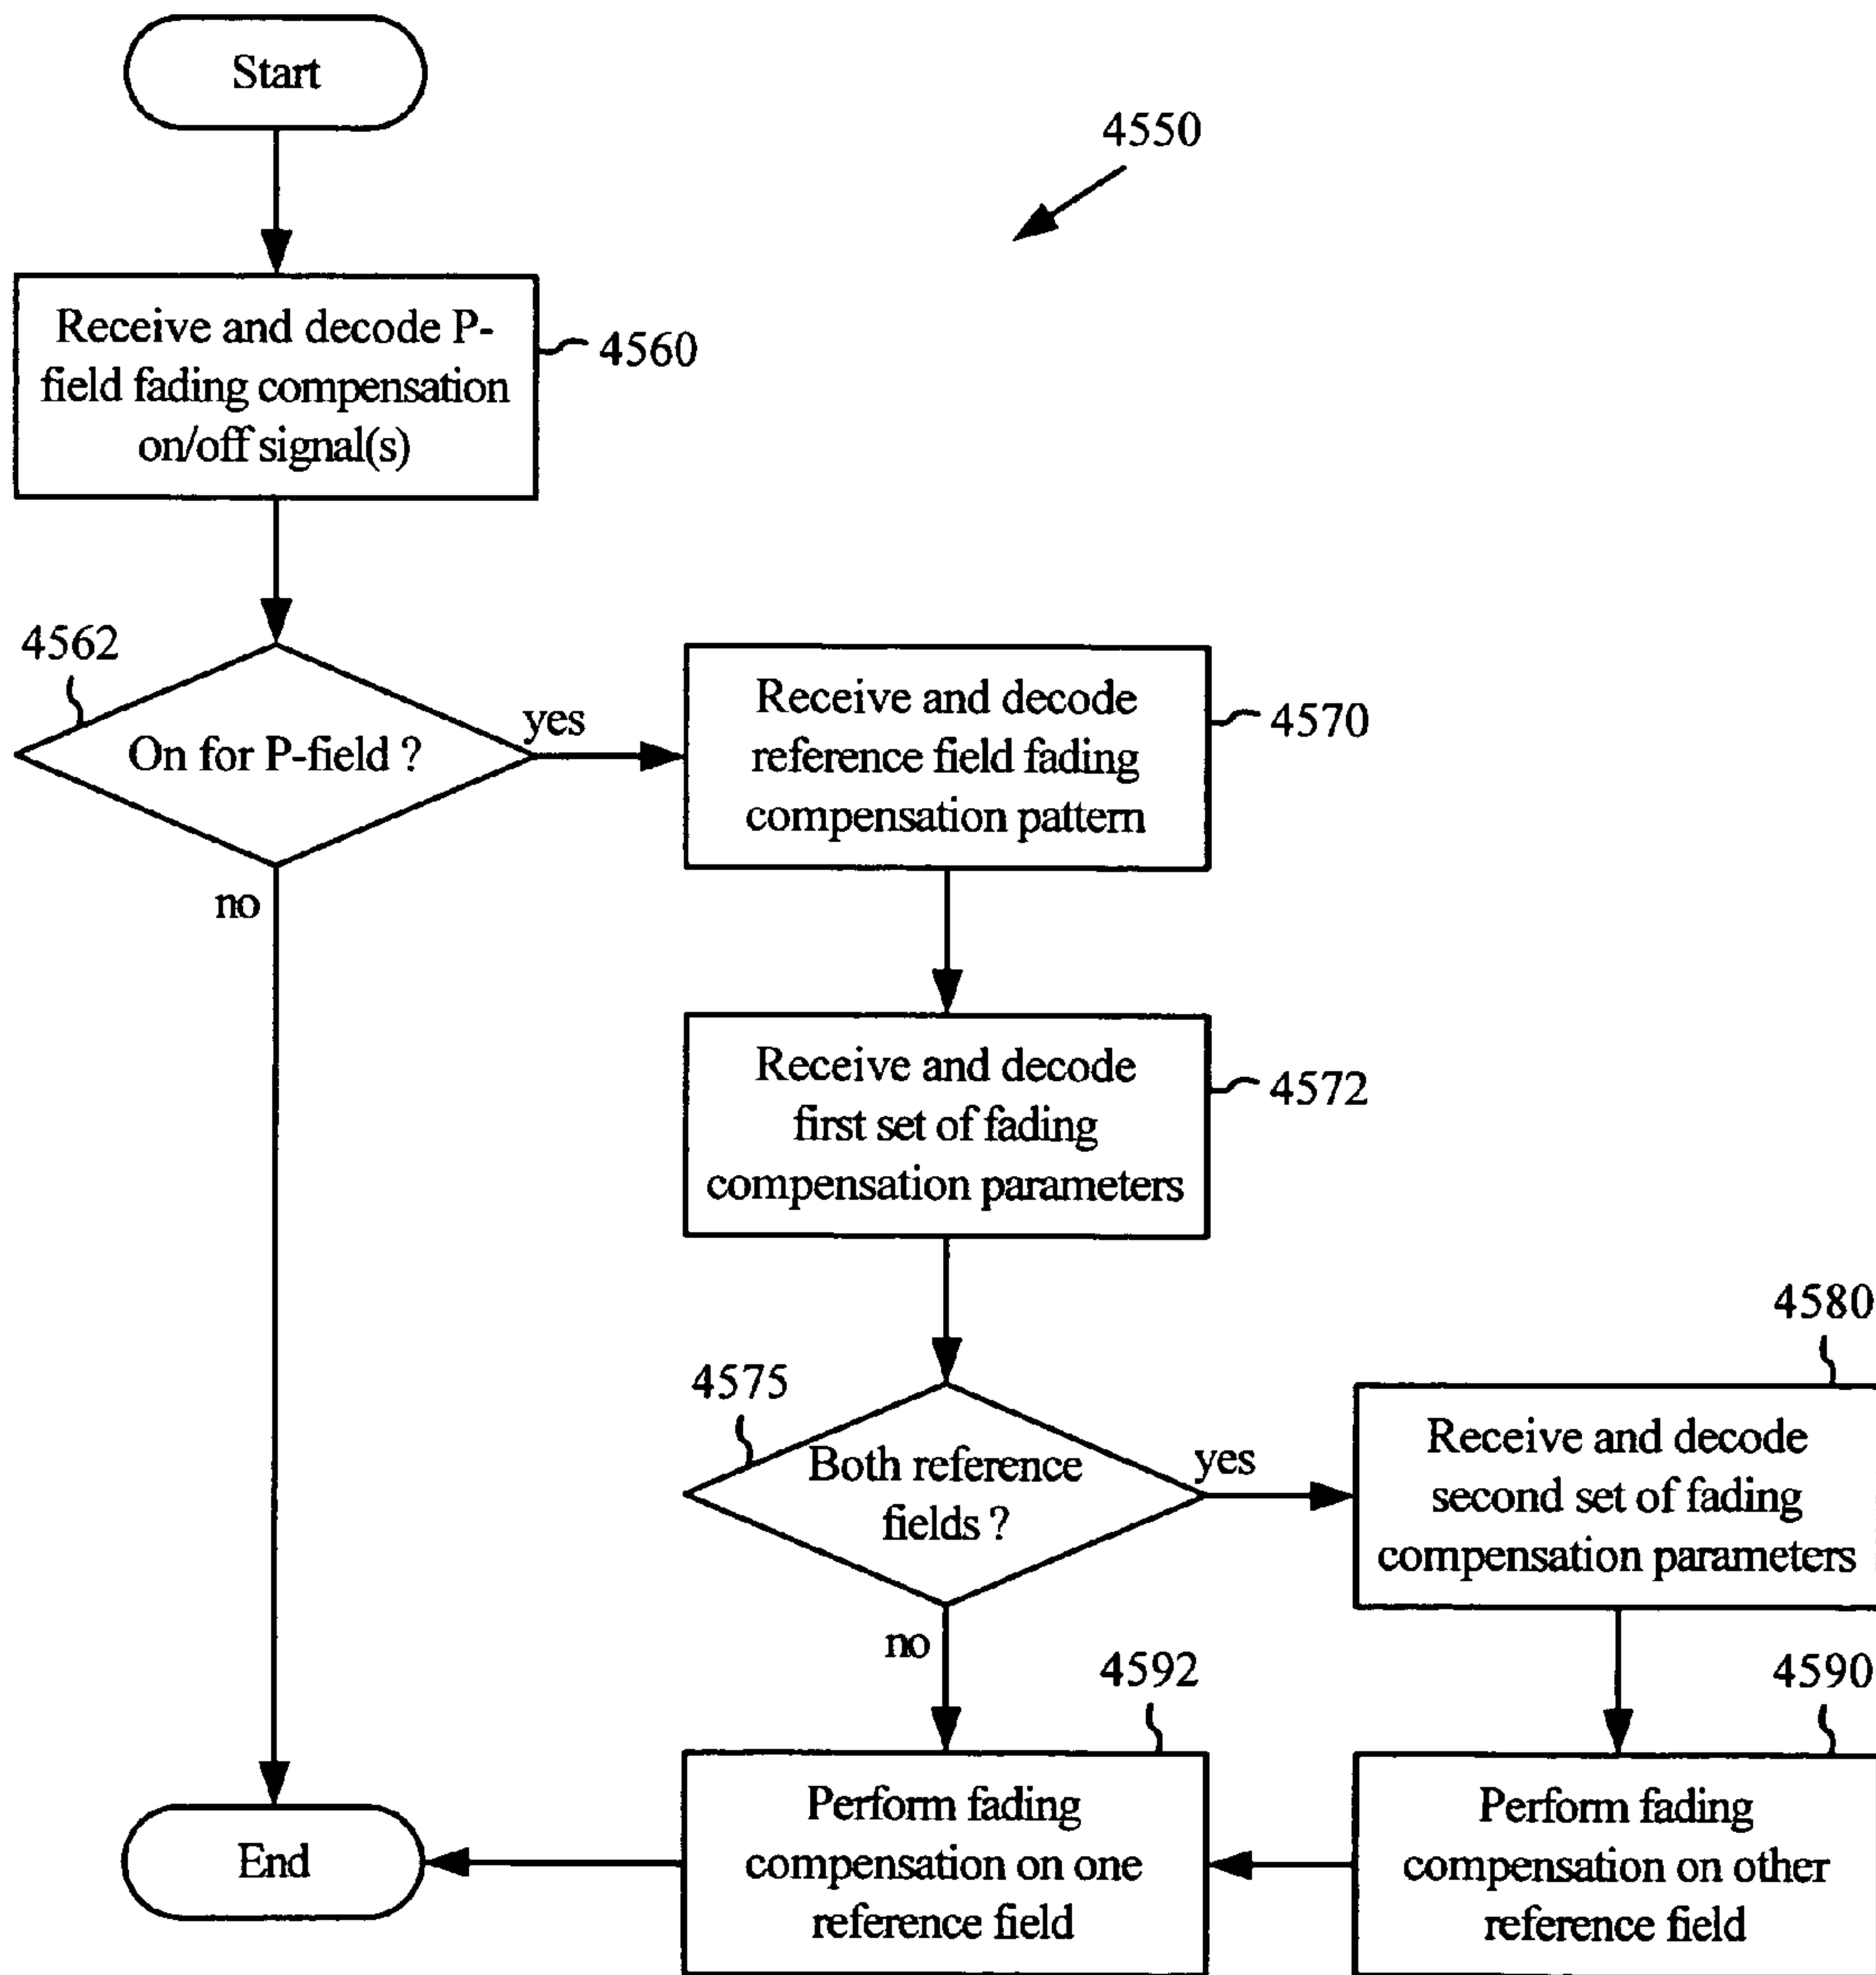 Start
4550
Receive and decode P-
field fading compensation
on/off signal(s)
4560
4562
On for P-field ?
yes
no
Receive and decode
reference field fading
compensation pattern
4570
Receive and decode
first set of fading
compensation parameters
4572
4575
Both reference
fields ?
yes
no
4580
Receive and decode
second set of fading
compensation parameters
4590
Perform fading
compensation on other
reference field
4592
Perform fading
compensation on one
reference field
End